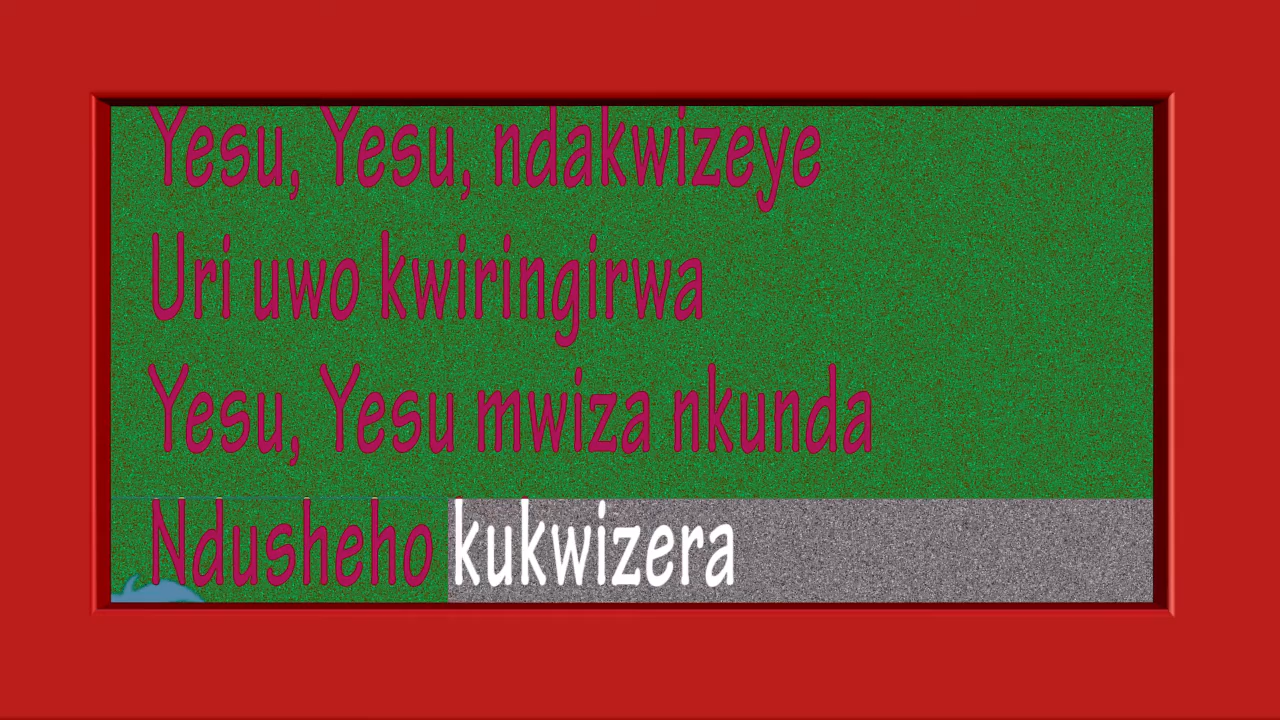 Yesu, Yesu, ndakwizeye
Uri uwo kwiringirwa
Yesu, Yesu mwiza nkunda
Ndusheho kukwizera